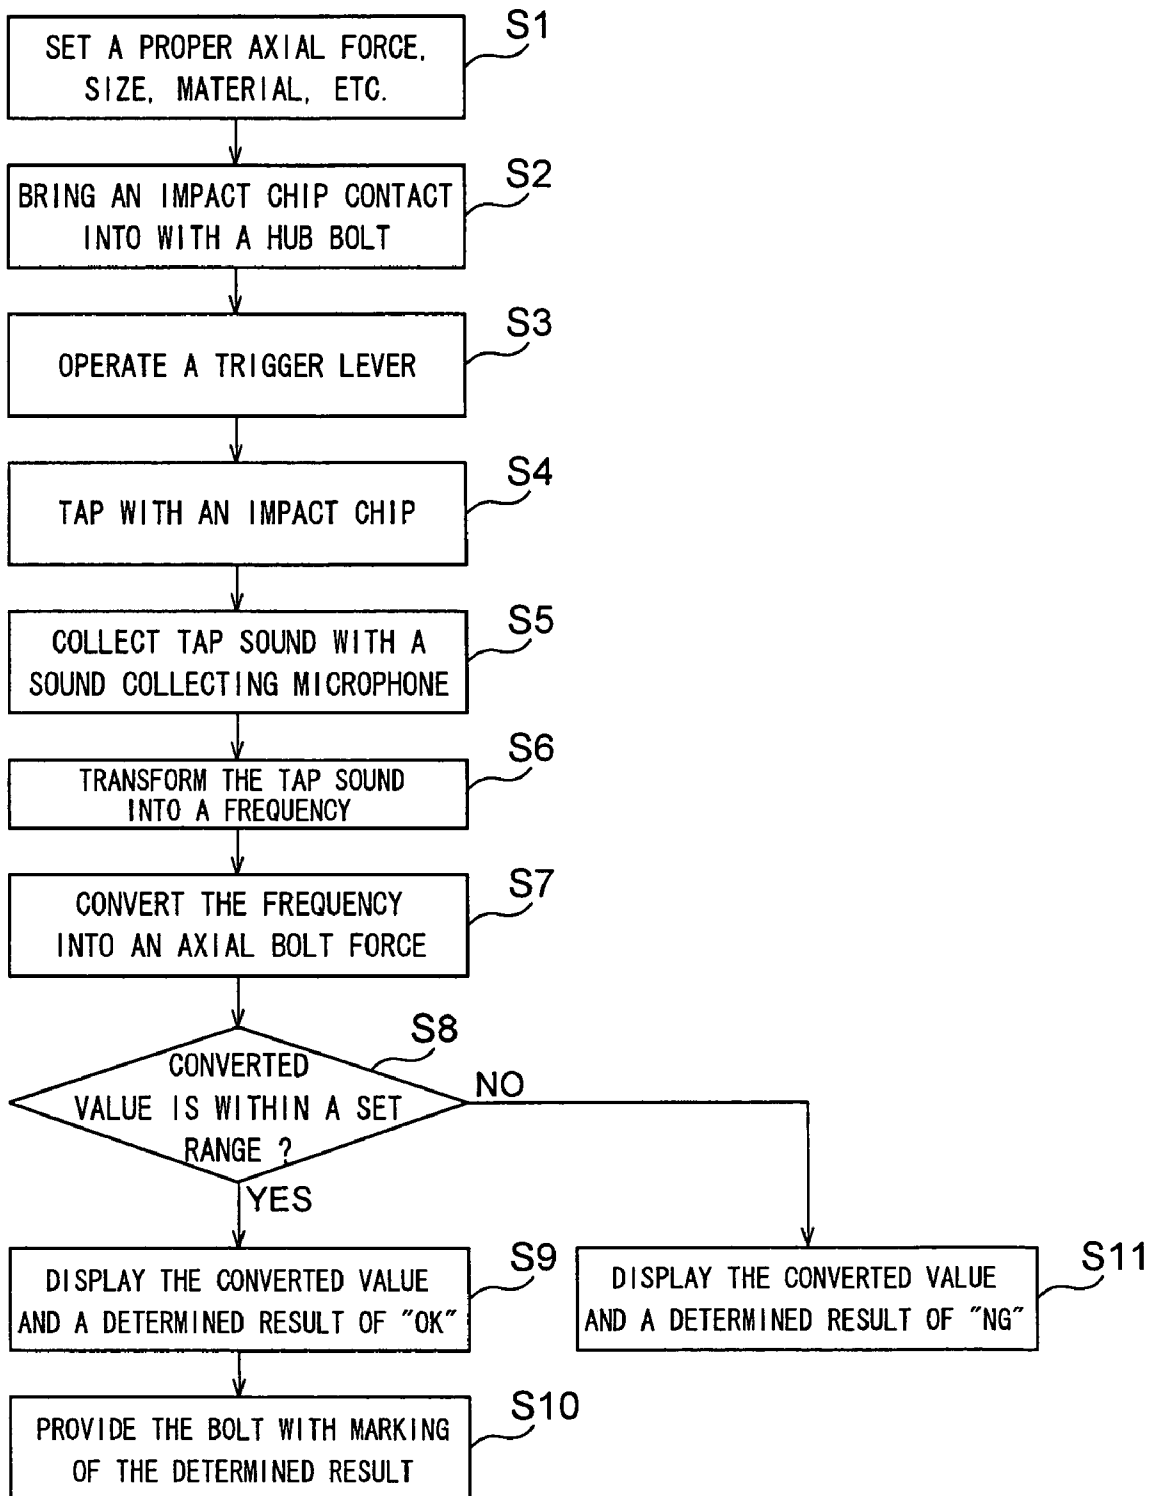 S1
SET A PROPER AXIAL FORCE,
SIZE, MATERIAL, ETC.
S2
BRING AN IMPACT CHIP CONTACT
INTO WITH A HUB BOLT
S3
OPERATE A TRIGGER LEVER
S4
TAP WITH AN IMPACT CHIP
S5
COLLECT TAP SOUND WITH A
SOUND COLLECTING MICROPHONE
S6
TRANSFORM THE TAP SOUND
INTO A FREQUENCY
S7
CONVERT THE FREQUENCY
INTO AN AXIAL BOLT FORCE
S8
CONVERTED
VALUE IS WITHIN A SET
RANGE ?
NO
YES
S9
DISPLAY THE CONVERTED VALUE
AND A DETERMINED RESULT OF "OK"
S11
DISPLAY THE CONVERTED VALUE
AND A DETERMINED RESULT OF "NG"
S10
PROVIDE THE BOLT WITH MARKING
OF THE DETERMINED RESULT